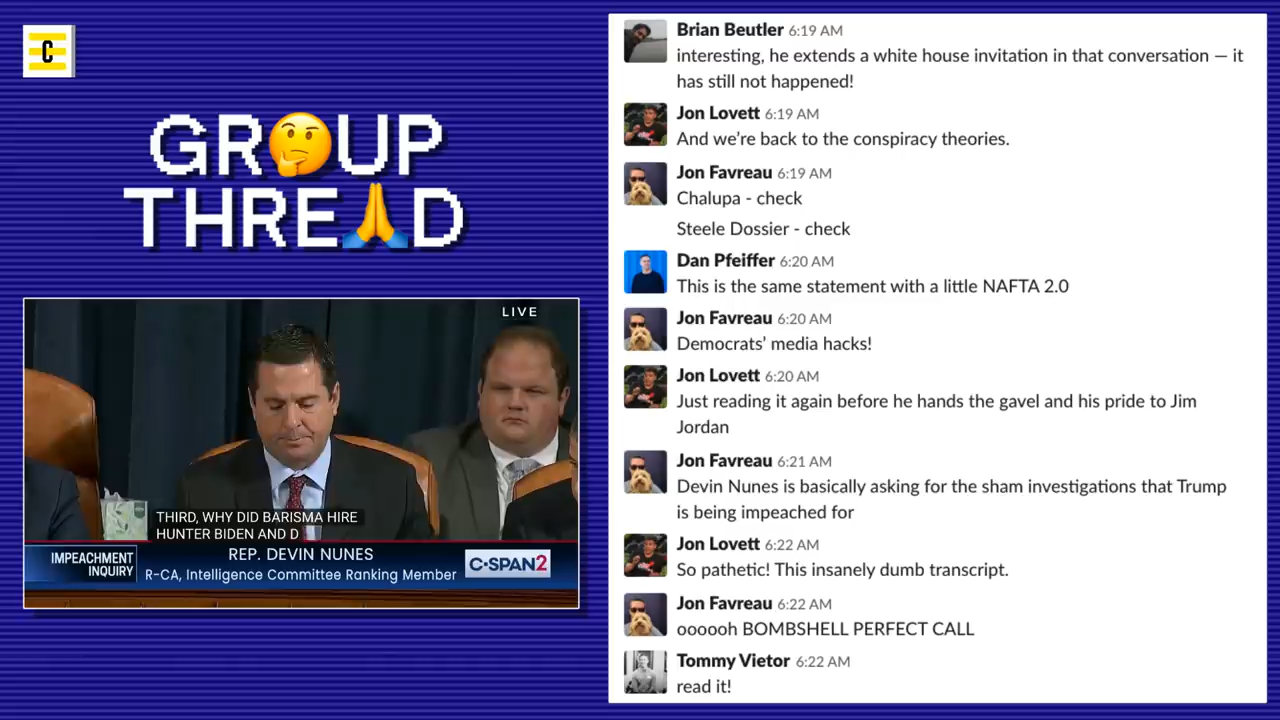 C
GR🤔UP
THRE🙏D
LIVE
THIRD, WHY DID BARISMA HIRE
HUNTER BIDEN AND D
IMPEACHMENT
INQUIRY
REP. DEVIN NUNES
R-CA, Intelligence Committee Ranking Member
C-SPAN2
Brian Beutler 6:19 AM
interesting, he extends a white house invitation in that conversation — it
has still not happened!
Jon Lovett 6:19 AM
And we’re back to the conspiracy theories.
Jon Favreau 6:19 AM
Chalupa - check
Steele Dossier - check
Dan Pfeiffer 6:20 AM
This is the same statement with a little NAFTA 2.0
Jon Favreau 6:20 AM
Democrats’ media hacks!
Jon Lovett 6:20 AM
Just reading it again before he hands the gavel and his pride to Jim
Jordan
Jon Favreau 6:21 AM
Devin Nunes is basically asking for the sham investigations that Trump
is being impeached for
Jon Lovett 6:22 AM
So pathetic! This insanely dumb transcript.
Jon Favreau 6:22 AM
oooooh BOMBSHELL PERFECT CALL
Tommy Vietor 6:22 AM
read it!